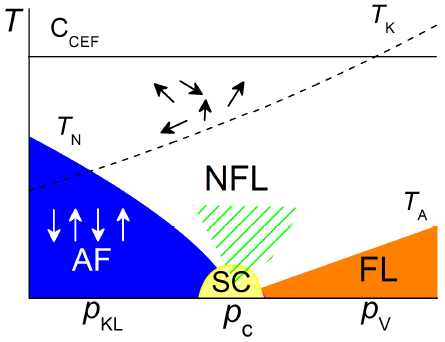 T
C_CEF
T_K
T_N
NFL
T_A
AF
SC
FL
p_KL
p_c
p_V